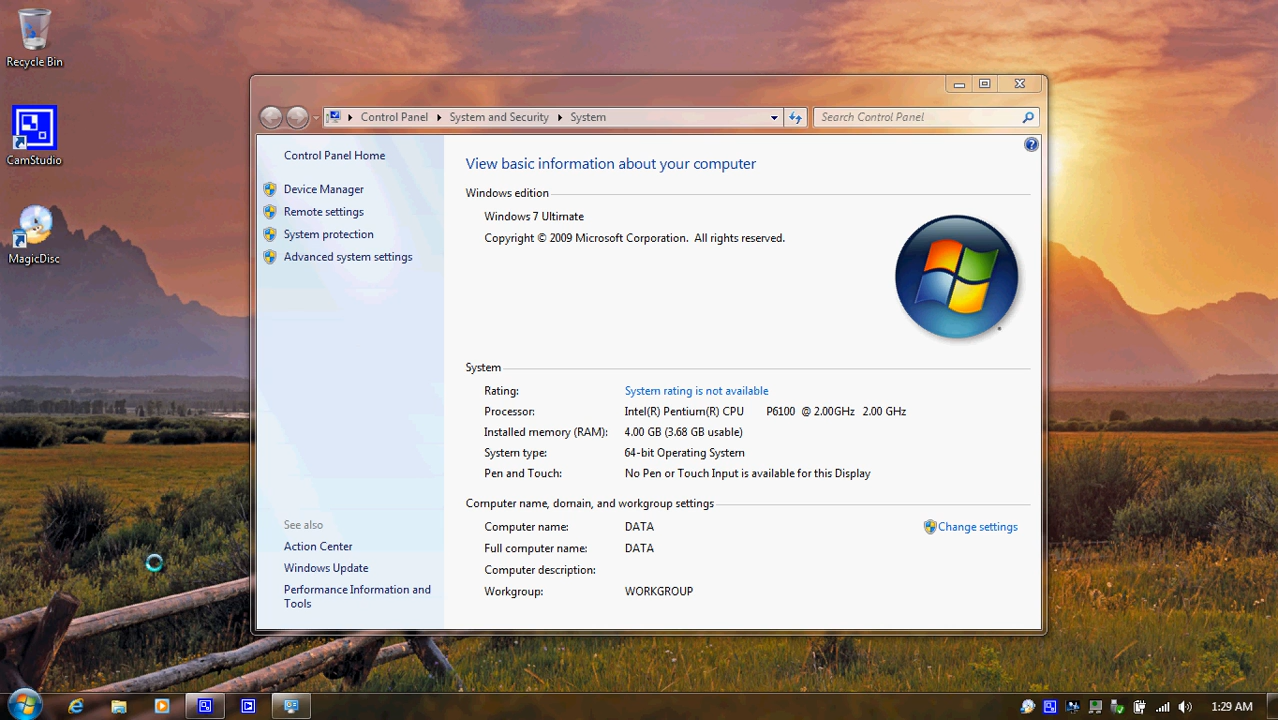 Recycle Bin
CamStudio
MagicDisc
Control Panel System and Security System
Search Control Panel
Control Panel Home
Device Manager
Remote settings
System protection
Advanced system settings
See also
Action Center
Windows Update
Performance Information and
Tools
View basic information about your computer
Windows edition
Windows 7 Ultimate
Copyright © 2009 Microsoft Corporation. All rights reserved.
System
Rating: System rating is not available
Processor: Intel(R) Pentium(R) CPU P6100 @ 2.00GHz 2.00 GHz
Installed memory (RAM): 4.00 GB (3.68 GB usable)
System type: 64-bit Operating System
Pen and Touch: No Pen or Touch Input is available for this Display
Computer name, domain, and workgroup settings
Computer name: DATA
Change settings
Full computer name: DATA
Computer description:
Workgroup: WORKGROUP
1:29 AM